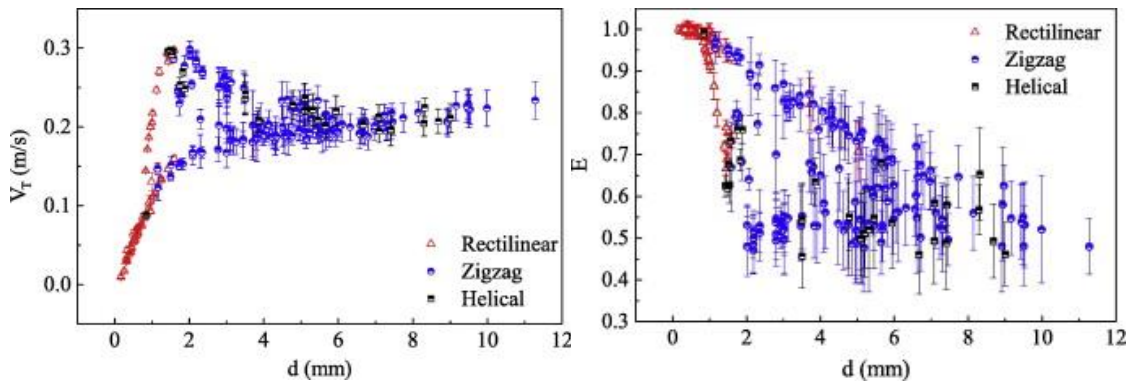 V_T (m/s)
0.3
0.2
0.1
0.0
Rectilinear
Zigzag
Helical
0 2 4 6 8 10 12
d (mm)
E
1.0
0.9
0.8
0.7
0.6
0.5
0.4
0.3
Rectilinear
Zigzag
Helical
0 2 4 6 8 10 12
d (mm)